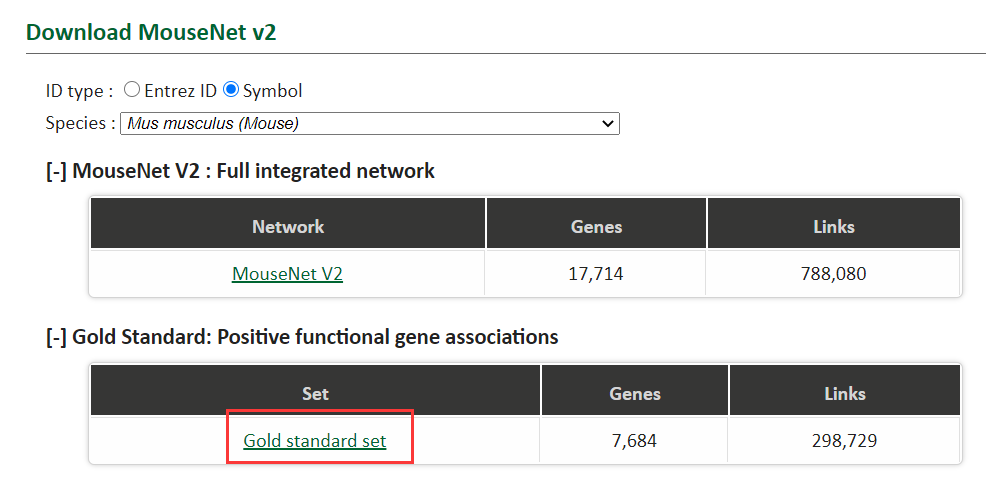 Download MouseNet v2
ID type : Entrez ID Symbol
Species : Mus musculus (Mouse)
[-] MouseNet V2 : Full integrated network
Network Genes Links
MouseNet V2 17,714 788,080
[-] Gold Standard: Positive functional gene associations
Set Genes Links
Gold standard set 7,684 298,729